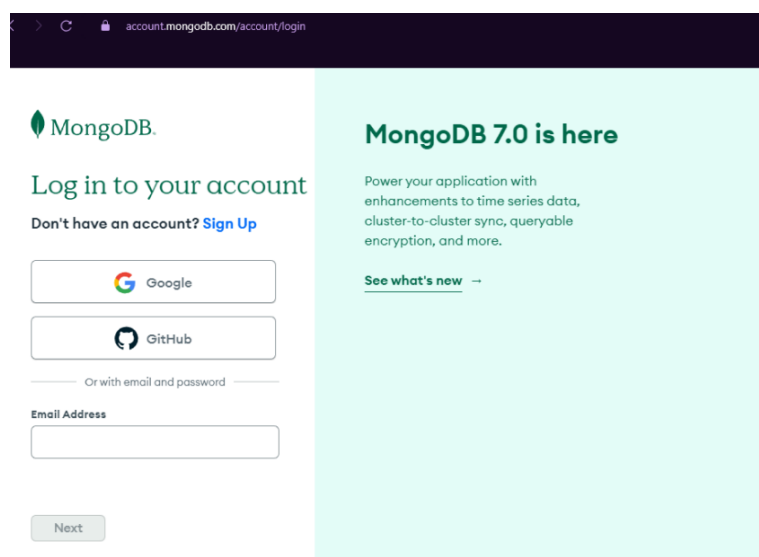 account.mongodb.com/account/login
MongoDB.
Log in to your account
Don't have an account? Sign Up
Google
GitHub
Or with email and password
Email Address
Next
MongoDB 7.0 is here
Power your application with
enhancements to time series data,
cluster-to-cluster sync, queryable
encryption, and more.
See what's new →